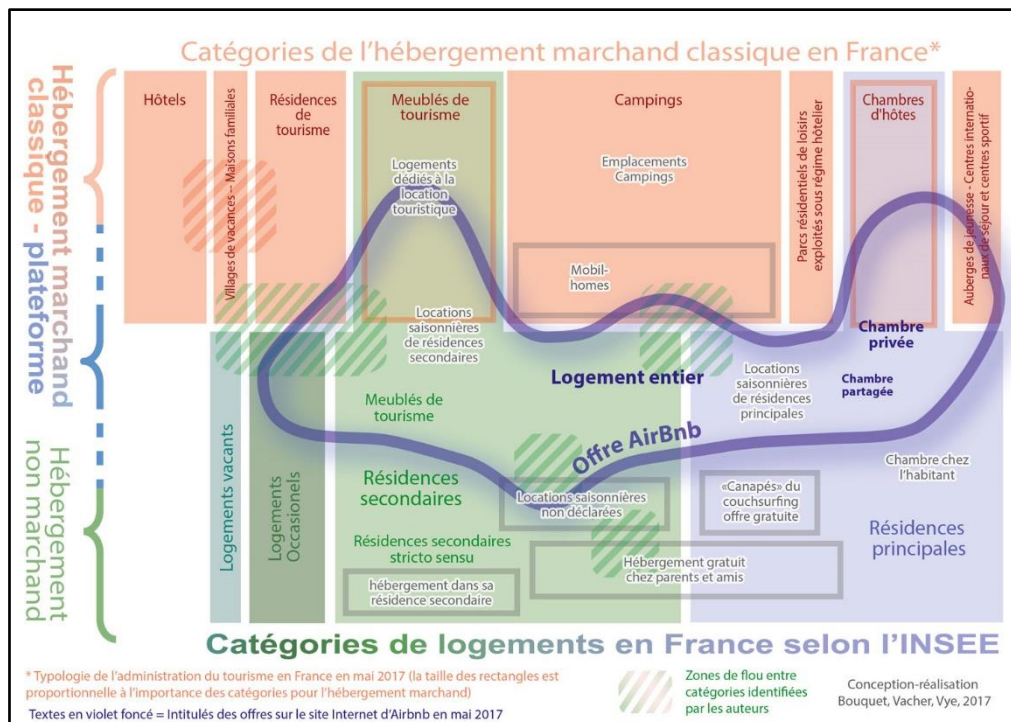 Catégories de l'hébergement marchand classique en France*
Hébergement marchand
classique - plateforme
Hébergement
non marchand
Hôtels
Villages de vacances -- Maisons familiales
Résidences
de
tourisme
Meublés de
tourisme
Logements
dédiés à la
location
touristique
Campings
Emplacements
Campings
Mobil-
homes
Parcs résidentiels de loisirs
exploités sous régime hôtelier
Chambres
d'hôtes
Auberges de jeunesse - Centres internatio-
naux de séjour et centres sportif
Locations
saisonnières
de résidences
secondaires
Chambre
privée
Logement entier
Locations
saisonnières
de résidences
principales
Chambre
partagée
Meublés de
tourisme
Offre AirBnb
Logements vacants
Logements
Occasionels
Résidences
secondaires
Locations saisonnières
non déclarées
«Canapés» du
couchsurfing
offre gratuite
Chambre chez
l'habitant
Résidences
principales
Résidences secondaires
stricto sensu
Hébergement gratuit
chez parents et amis
hébergement dans sa
résidence secondaire
Catégories de logements en France selon l'INSEE
* Typologie de l'administration du tourisme en France en mai 2017 (la taille des rectangles est
proportionnelle à l'importance des catégories pour l'hébergement marchand)
Textes en violet foncé = Intitulés des offres sur le site Internet d'Airbnb en mai 2017
Zones de flou entre
catégories identifiées
par les auteurs
Conception-réalisation
Bouquet, Vacher, Vye, 2017